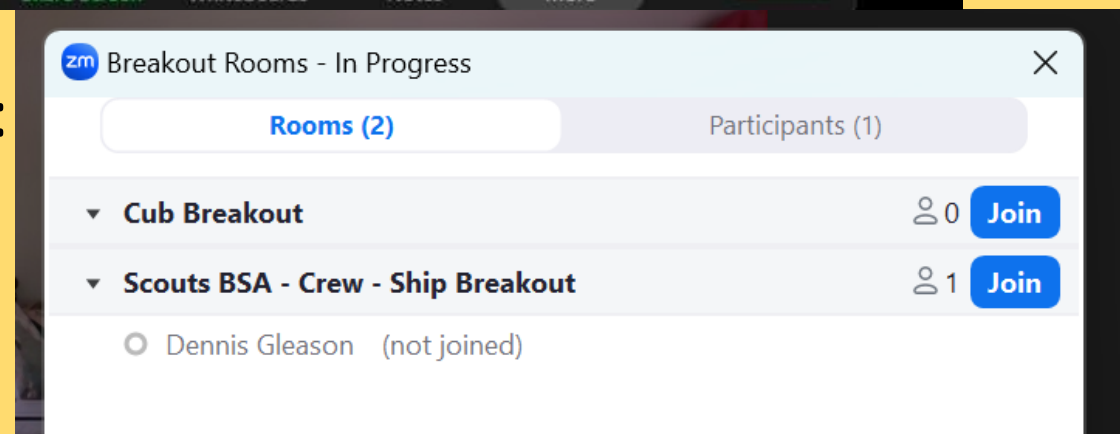 zm Breakout Rooms - In Progress
Rooms (2) Participants (1)
Cub Breakout 0 Join
Scouts BSA - Crew - Ship Breakout 1 Join
Dennis Gleason (not joined)